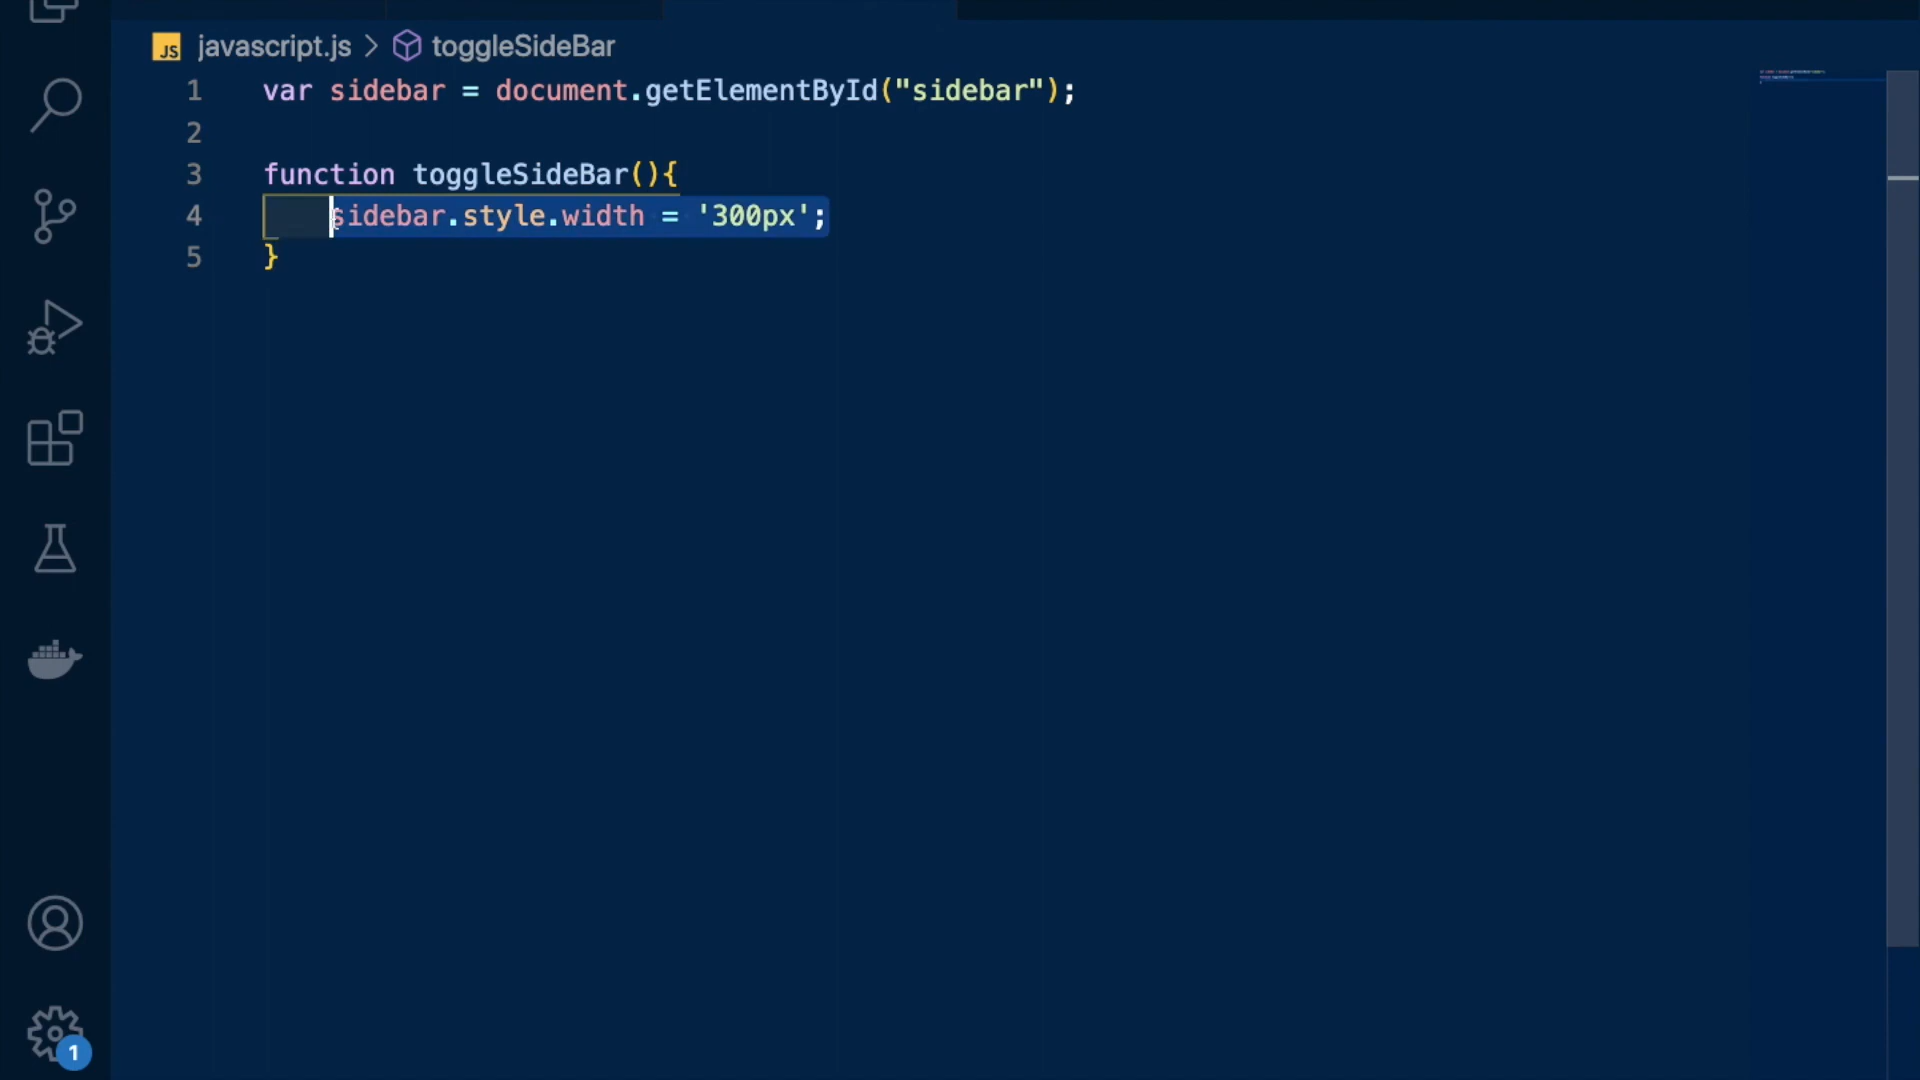 JS javascript.js > toggleSideBar
1 var sidebar = document.getElementById("sidebar");
2
3 function toggleSideBar(){
4 sidebar.style.width = '300px';
5 }
1